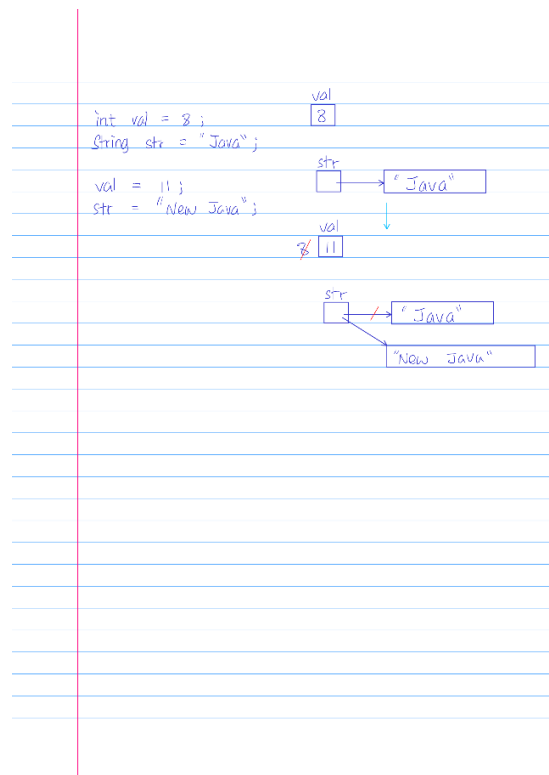 int val = 8 ;
String str = "Java" ;
val = 11 ;
str = "New Java" ;
val
8
str
"Java"
val
8 11
str
"Java"
"New Java"